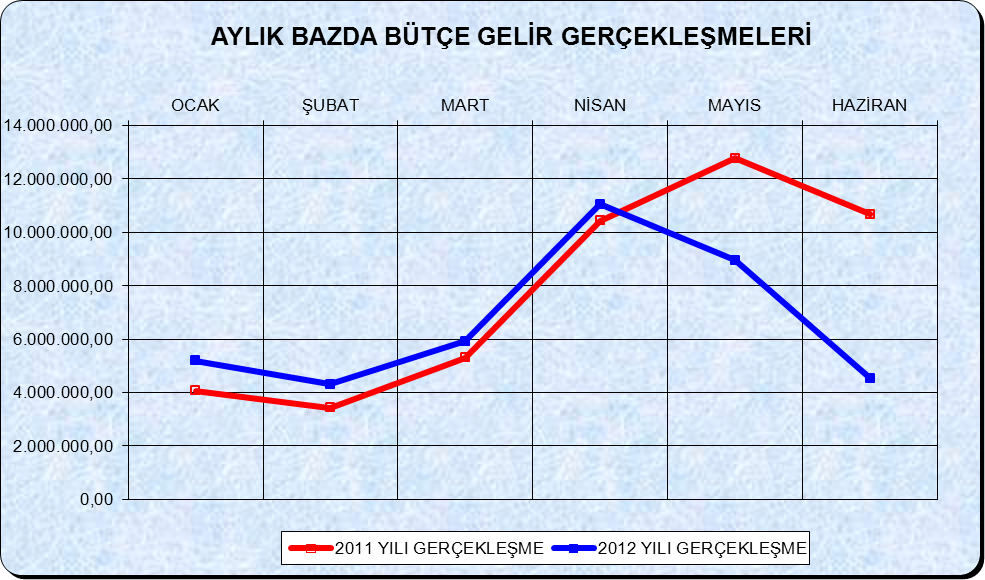 AYLIK BAZDA BÜTÇE GELİR GERÇEKLEŞMELERİ
OCAK ŞUBAT MART NİSAN MAYIS HAZİRAN
14.000.000,00
12.000.000,00
10.000.000,00
8.000.000,00
6.000.000,00
4.000.000,00
2.000.000,00
0,00
2011 YILI GERÇEKLEŞME 2012 YILI GERÇEKLEŞME